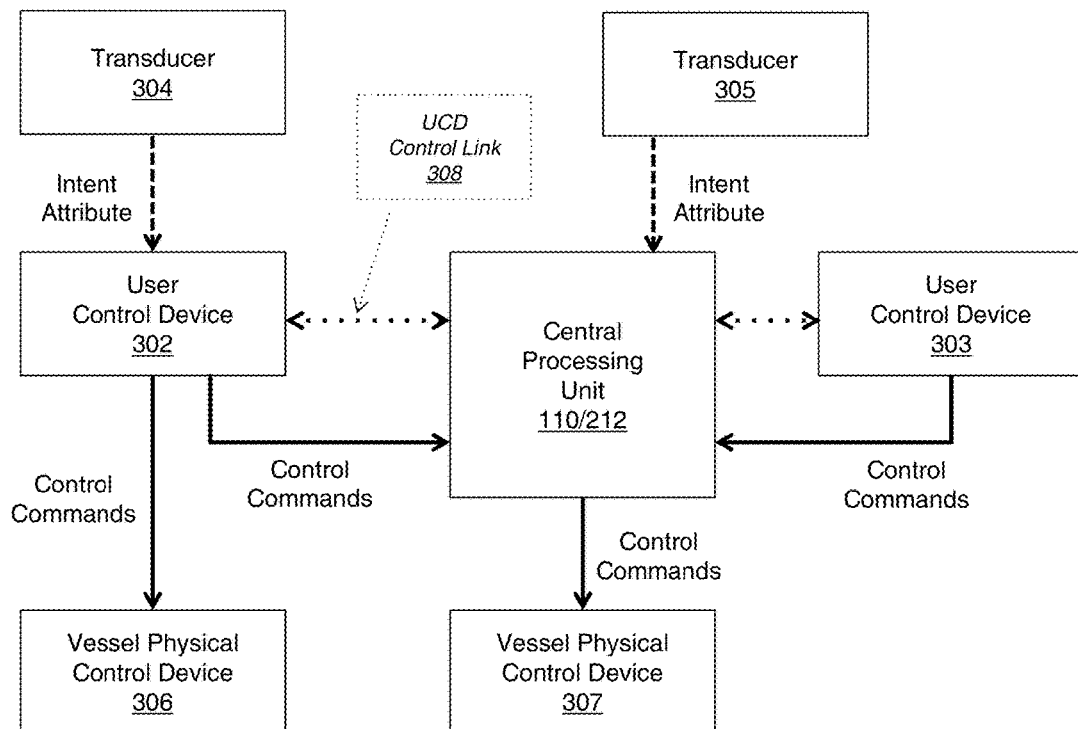 Transducer
304
Transducer
305
UCD
Control Link
308
Intent
Attribute
Intent
Attribute
User
Control Device
302
Central
Processing
Unit
110/212
User
Control Device
303
Control
Commands
Control
Commands
Control
Commands
Control
Commands
Vessel Physical
Control Device
306
Vessel Physical
Control Device
307